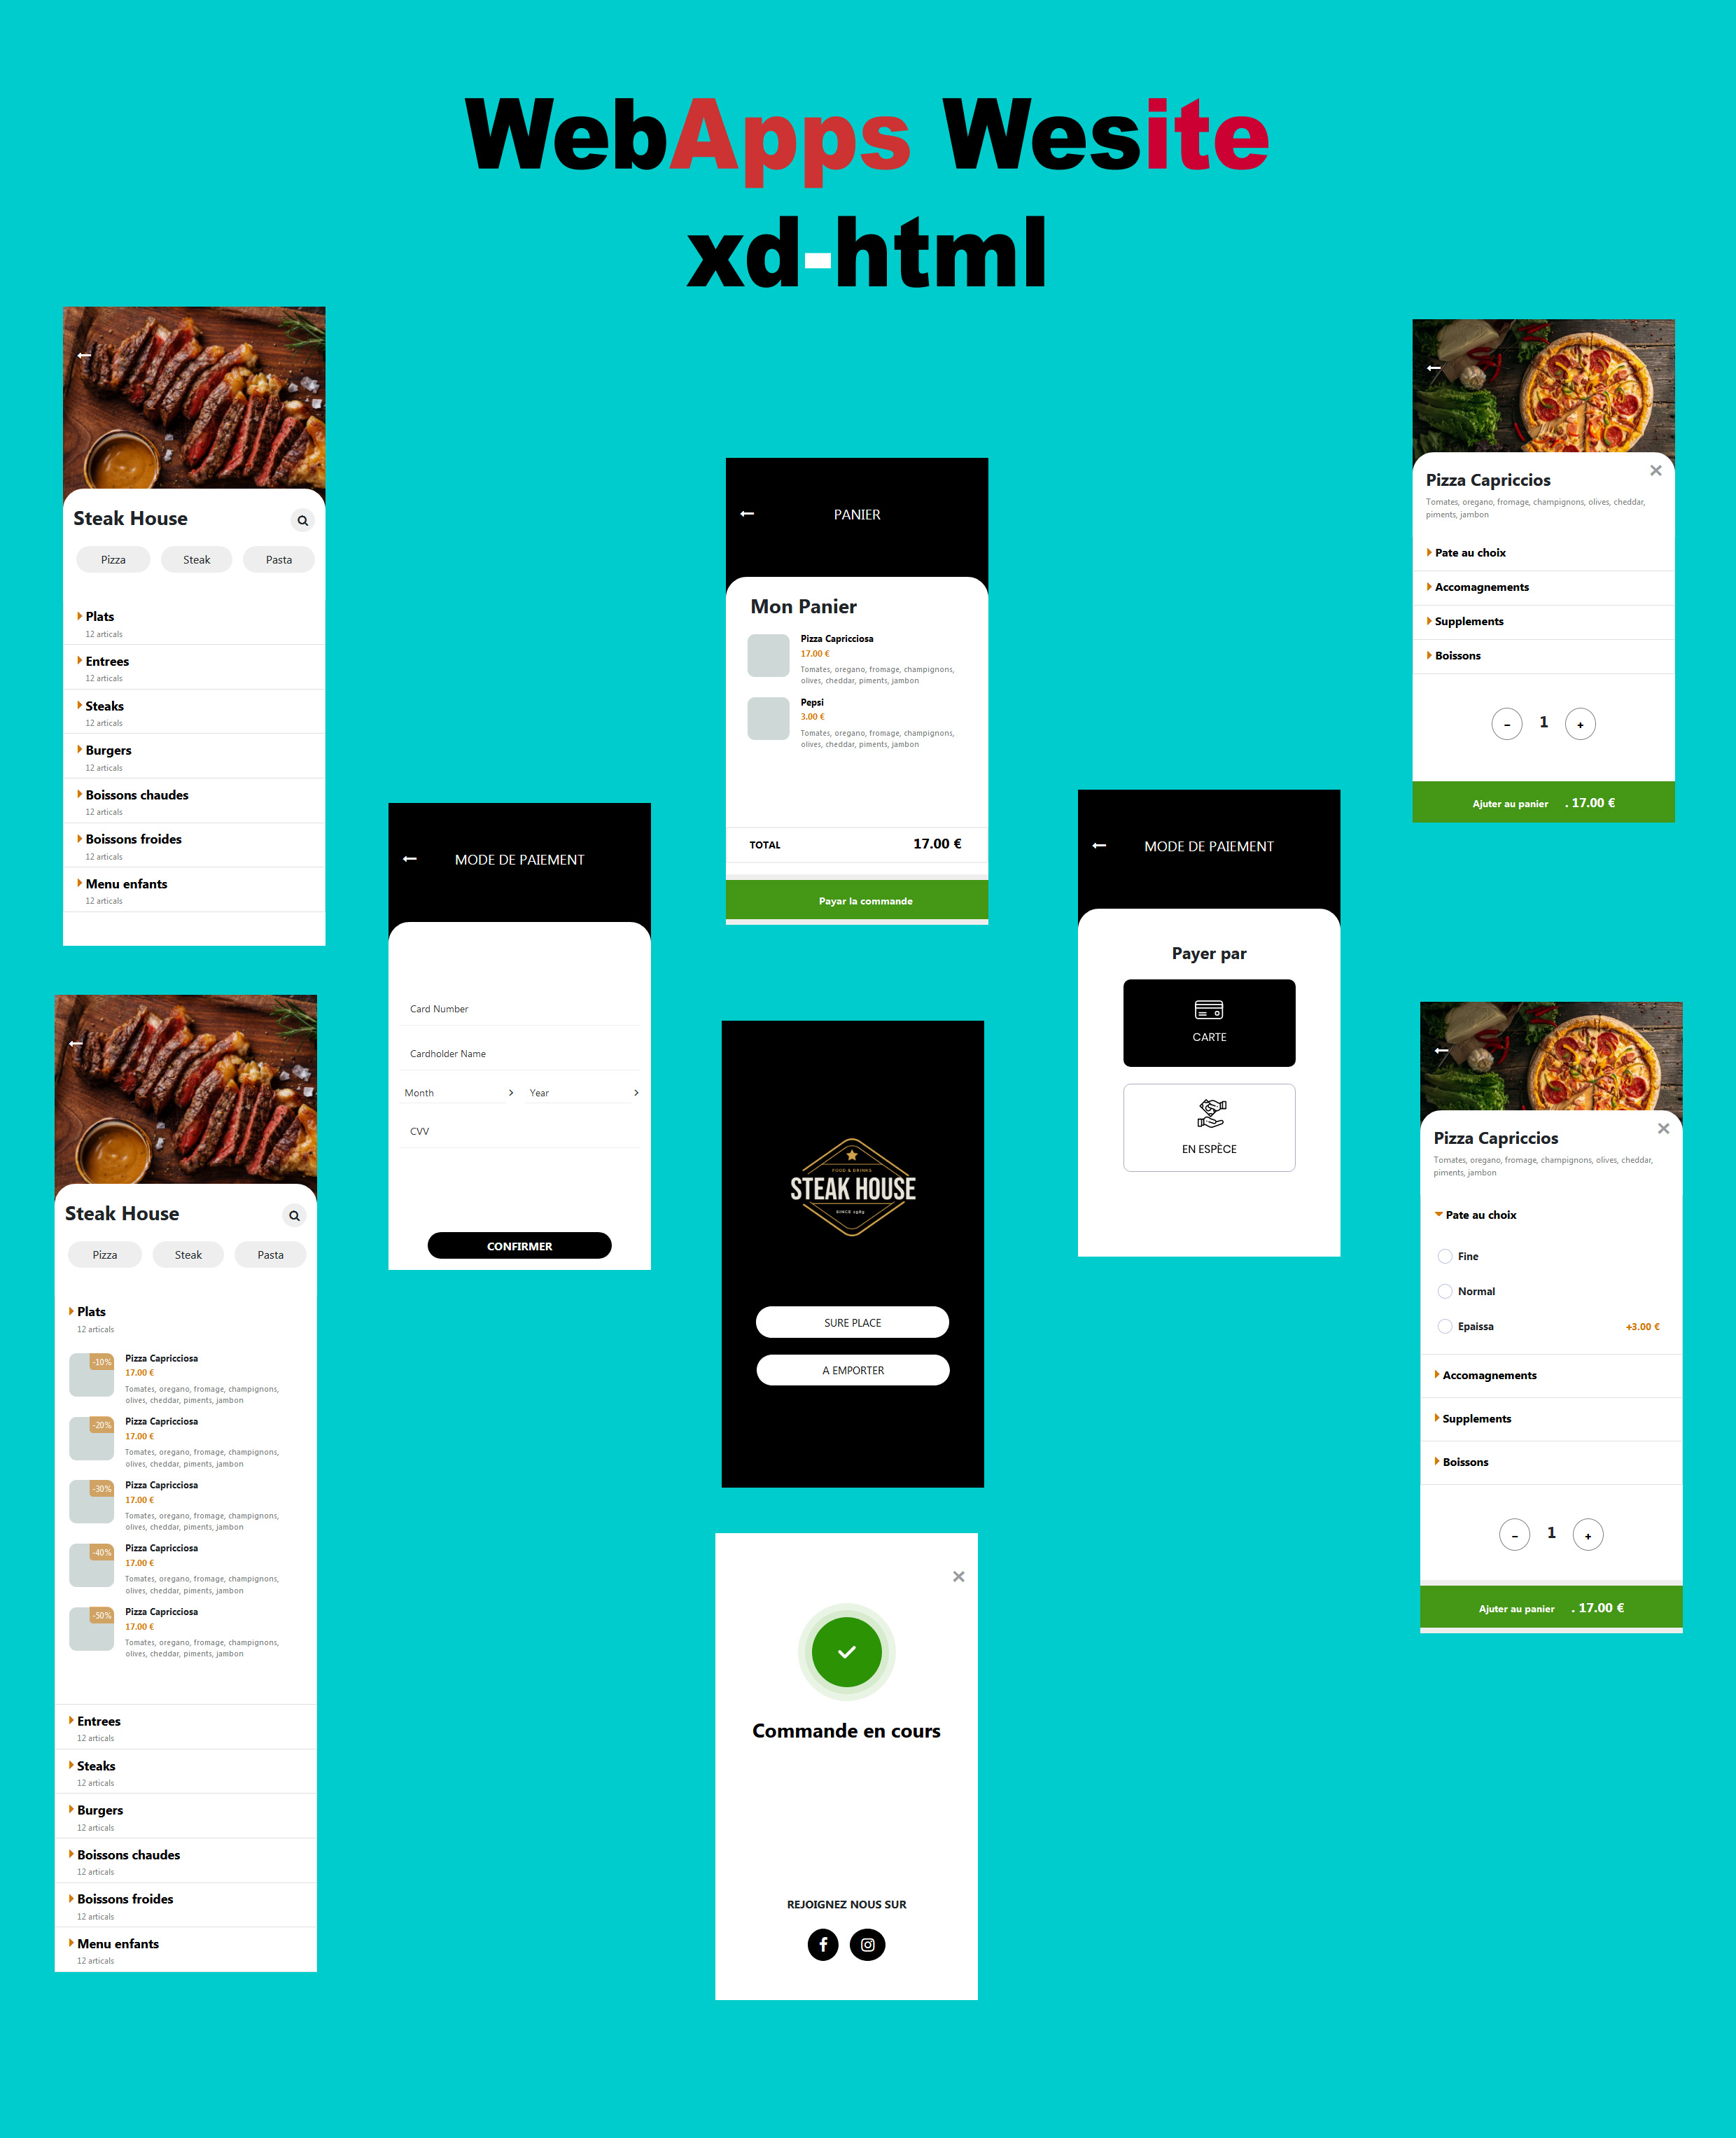 WebApps Wesite
xd-html
Steak House
Pizza
Steak
Pasta
Plats
12 articals
Entrees
12 articals
Steaks
12 articals
Burgers
12 articals
Boissons chaudes
12 articals
Boissons froides
12 articals
Menu enfants
12 articals
Steak House
Pizza
Steak
Pasta
Plats
12 articals
-10%
Pizza Capricciosa
17.00 €
Tomates, oregano, fromage, champignons,
olives, cheddar, piments, jambon
-20%
Pizza Capricciosa
17.00 €
Tomates, oregano, fromage, champignons,
olives, cheddar, piments, jambon
-30%
Pizza Capricciosa
17.00 €
Tomates, oregano, fromage, champignons,
olives, cheddar, piments, jambon
-40%
Pizza Capricciosa
17.00 €
Tomates, oregano, fromage, champignons,
olives, cheddar, piments, jambon
-50%
Pizza Capricciosa
17.00 €
Tomates, oregano, fromage, champignons,
olives, cheddar, piments, jambon
Entrees
12 articals
Steaks
12 articals
Burgers
12 articals
Boissons chaudes
12 articals
Boissons froides
12 articals
Menu enfants
12 articals
MODE DE PAIEMENT
Card Number
Cardholder Name
Month
Year
CVV
CONFIRMER
PANIER
Mon Panier
Pizza Capricciosa
17.00 €
Tomates, oregano, fromage, champignons,
olives, cheddar, piments, jambon
Pepsi
3.00 €
Tomates, oregano, fromage, champignons,
olives, cheddar, piments, jambon
TOTAL 17.00 €
Payar la commande
FOOD & DRINKS
STEAK HOUSE
SINCE 1989
SURE PLACE
A EMPORTER
Commande en cours
REJOIGNEZ NOUS SUR
MODE DE PAIEMENT
Payer par
CARTE
EN ESPÈCE
Pizza Capriccios
Tomates, oregano, fromage, champignons, olives, cheddar,
piments, jambon
Pate au choix
Accomagnements
Supplements
Boissons
- 1 +
Ajuter au panier . 17.00 €
Pizza Capriccios
Tomates, oregano, fromage, champignons, olives, cheddar,
piments, jambon
Pate au choix
Fine
Normal
Epaissa +3.00 €
Accomagnements
Supplements
Boissons
- 1 +
Ajuter au panier . 17.00 €